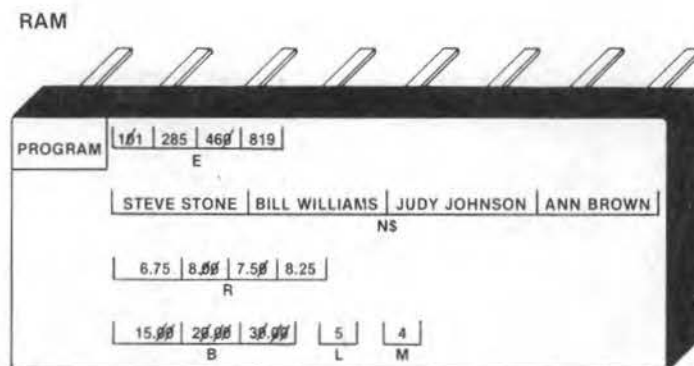 RAM
PROGRAM
101 285 460 819
E
STEVE STONE BILL WILLIAMS JUDY JOHNSON ANN BROWN
N$
6.75 8.00 7.50 8.25
R
15.00 20.00 30.00 5 4
B L M